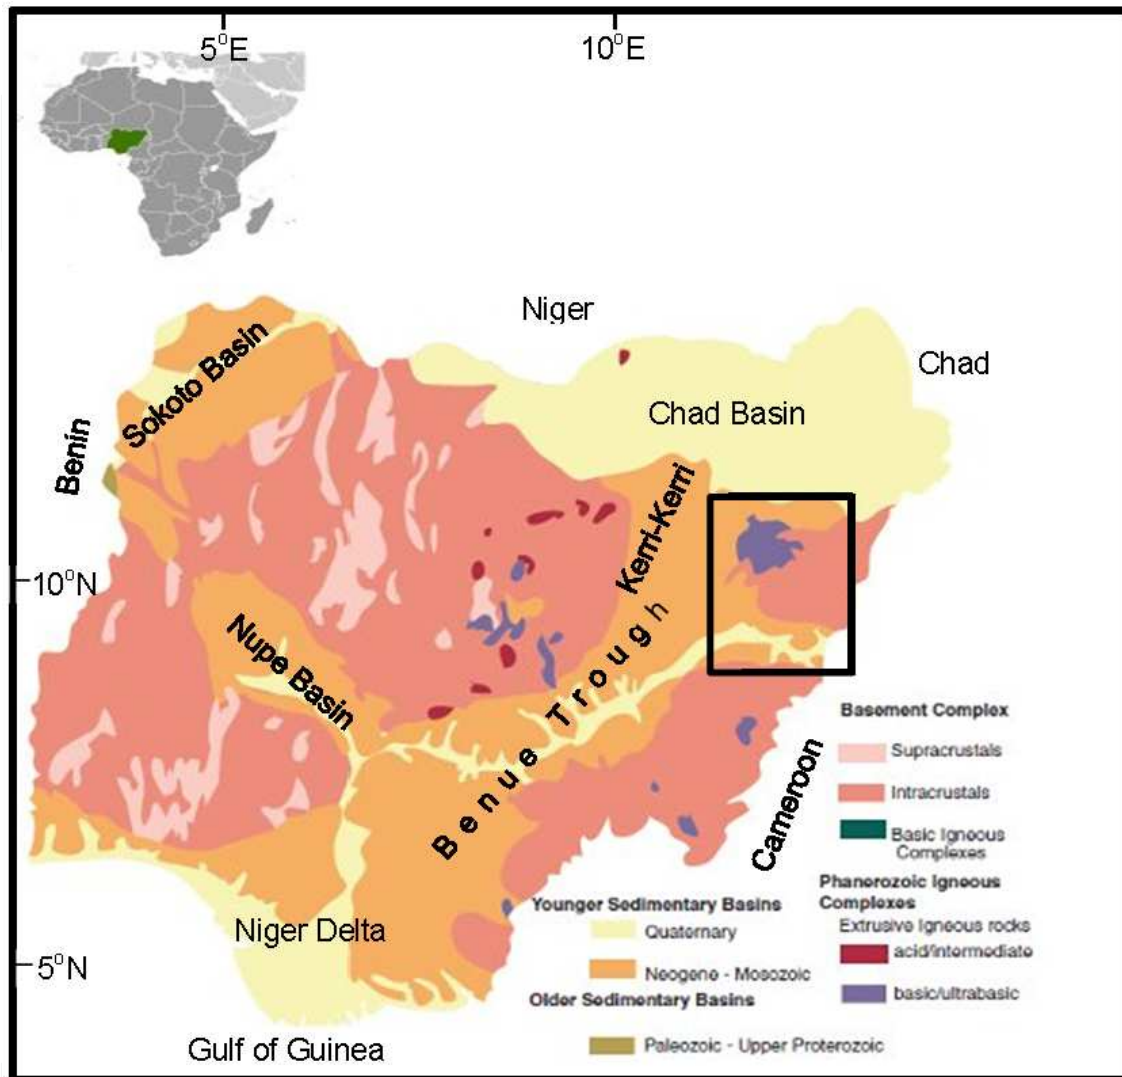 5°E
10°E
Niger
Chad
Sokoto Basin
Chad Basin
Benin
Kerri-Kerri
10°N
Nupe Basin
Benue Trough
Basement Complex
Supracrustals
Intracrustals
Basic Igneous
Complexes
Cameroon
Phanerozoic Igneous
Complexes
Extrusive Igneous rocks
acid/intermediate
basic/ultrabasic
Younger Sedimentary Basins
Quaternary
Neogene - Mosozoic
Older Sedimentary Basins
Paleozoic - Upper Proterozoic
Niger Delta
5°N
Gulf of Guinea